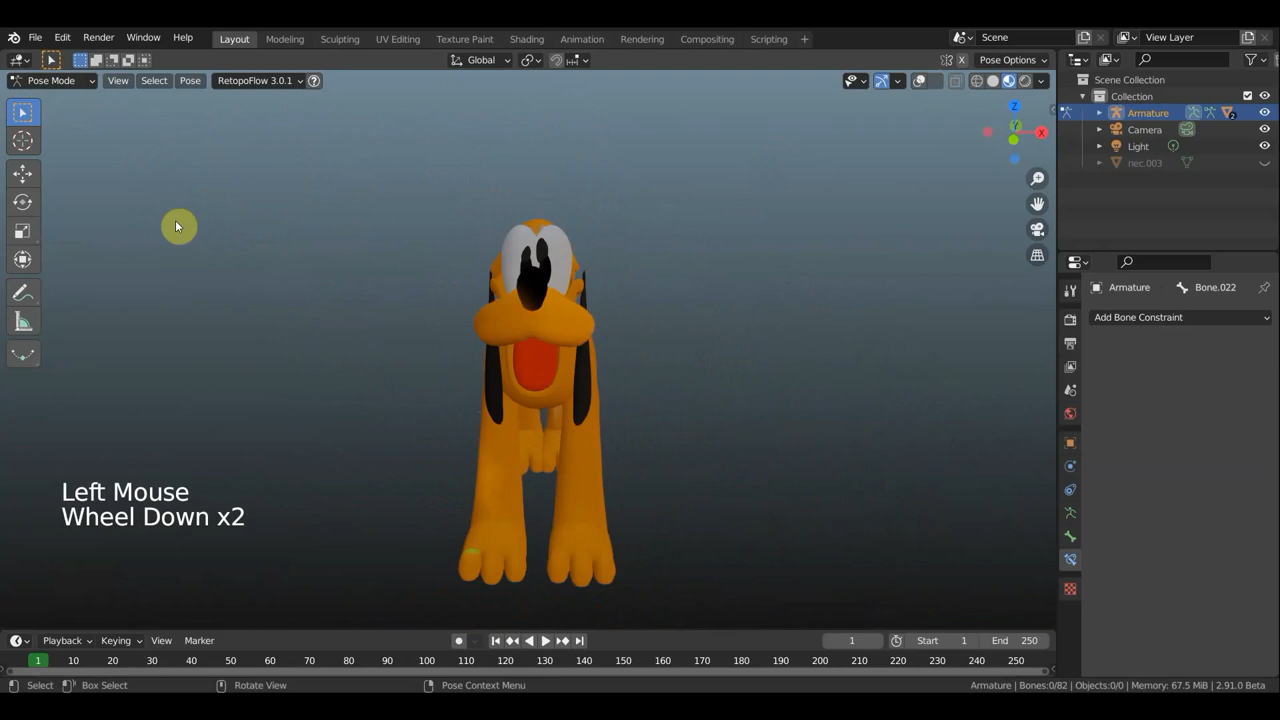 File Edit Render Window Help Layout Modeling Sculpting UV Editing Texture Paint Shading Animation Rendering Compositing Scripting + Scene View Layer
Global Pose Options
Pose Mode View Select Pose RetopoFlow 3.0.1 ?
Scene Collection
Collection
Armature 2
Camera
Light
nec.003
Z
Y
X
Armature Bone.022
Add Bone Constraint
Left Mouse
Wheel Down x2
Playback Keying View Marker 1 Start 1 End 250
1 10 20 30 40 50 60 70 80 90 100 110 120 130 140 150 160 170 180 190 200 210 220 230 240 250
Select Box Select Rotate View Pose Context Menu Armature | Bones:0/82 | Objects:0/0 | Memory: 67.5 MiB | 2.91.0 Beta